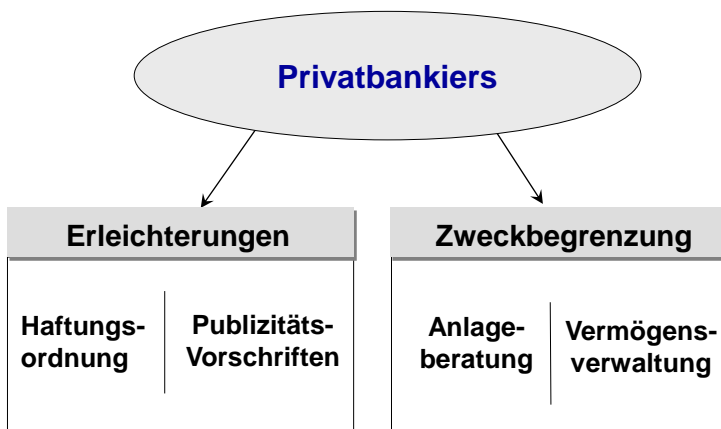 Privatbankiers
Erleichterungen
Haftungs-
ordnung
Publizitäts-
Vorschriften
Zweckbegrenzung
Anlage-
beratung
Vermögens-
verwaltung